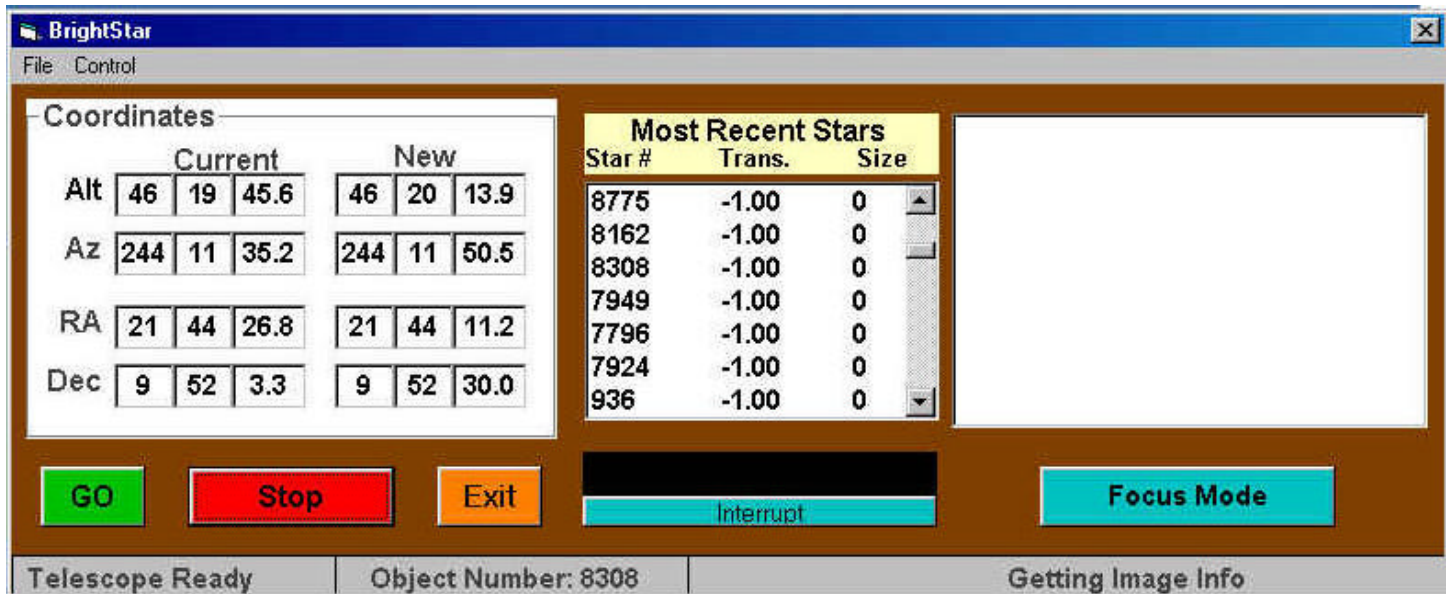 BrightStar
File Control
Coordinates
Current New
Alt 46 19 45.6 46 20 13.9
Az 244 11 35.2 244 11 50.5
RA 21 44 26.8 21 44 11.2
Dec 9 52 3.3 9 52 30.0
Most Recent Stars
Star # Trans. Size
8775 -1.00 0
8162 -1.00 0
8308 -1.00 0
7949 -1.00 0
7796 -1.00 0
7924 -1.00 0
936 -1.00 0
GO Stop Exit
Interrupt
Focus Mode
Telescope Ready Object Number: 8308 Getting Image Info